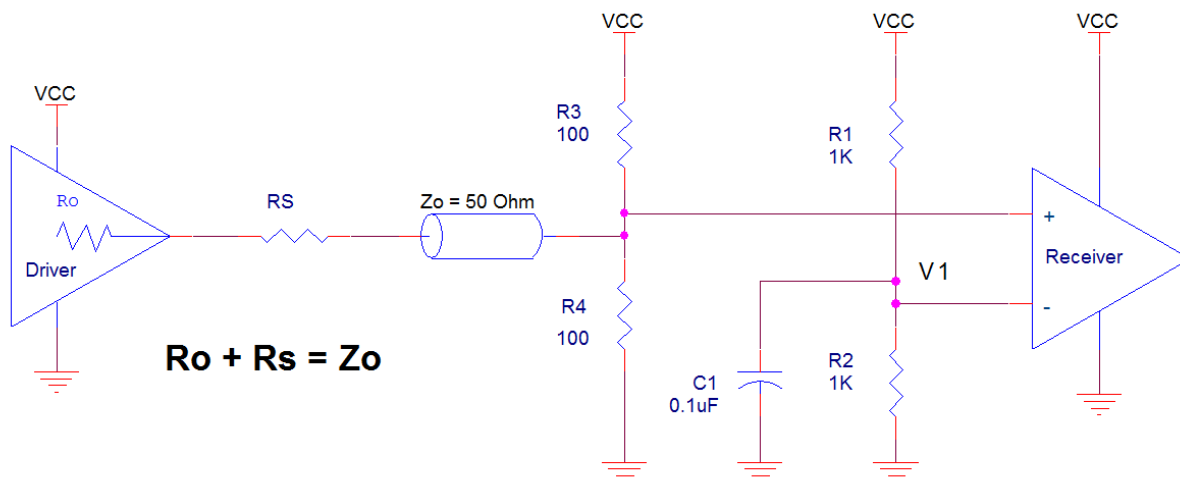 VCC
Ro
Driver
RS
Zo = 50 Ohm
VCC
R3
100
R4
100
VCC
R1
1K
V1
C1
0.1uF
R2
1K
VCC
+
Receiver
-
Ro + Rs = Zo